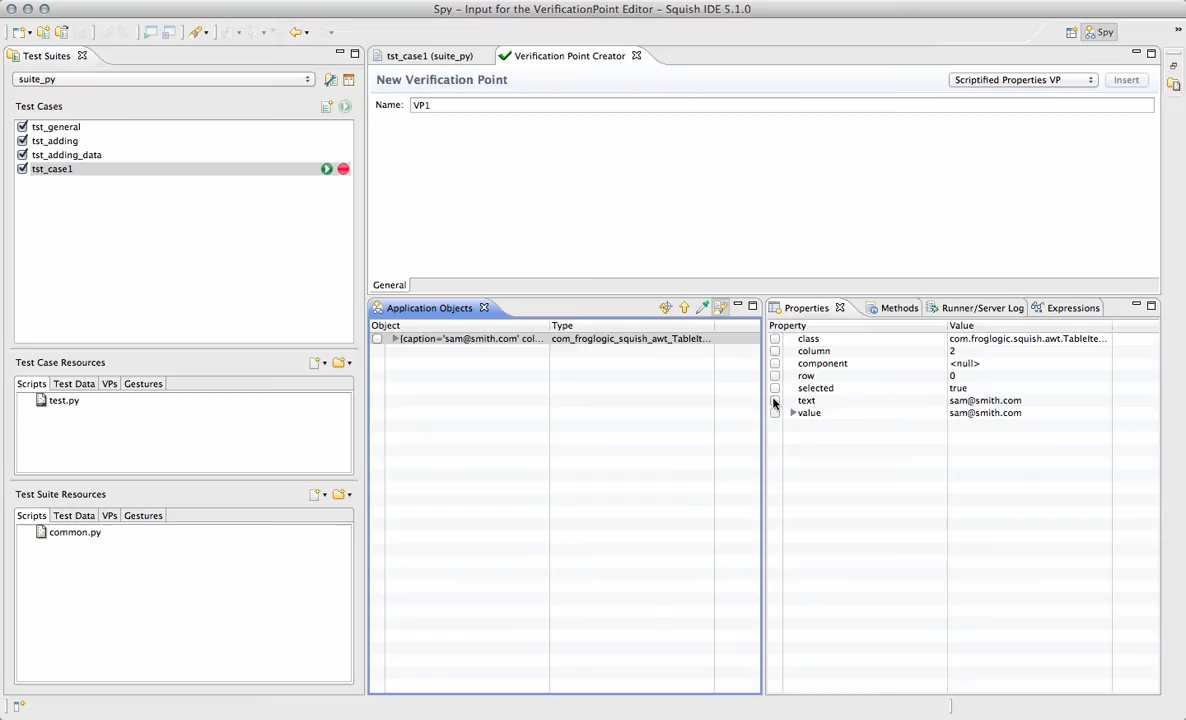 Spy – Input for the VerificationPoint Editor – Squish IDE 5.1.0
Spy
»
Test Suites
suite_py
Test Cases
tst_general
tst_adding
tst_adding_data
tst_case1
Test Case Resources
Scripts Test Data VPs Gestures
test.py
Test Suite Resources
Scripts Test Data VPs Gestures
common.py
tst_case1 (suite_py)
Verification Point Creator
New Verification Point
Scriptified Properties VP
Insert
Name: VP1
General
Application Objects
Object Type
{caption='sam@smith.com' col... com_froglogic_squish_awt_TableIt...
Properties Methods Runner/Server Log Expressions
Property Value
class com.froglogic.squish.awt.TableIte...
column 2
component <null>
row 0
selected true
text sam@smith.com
value sam@smith.com